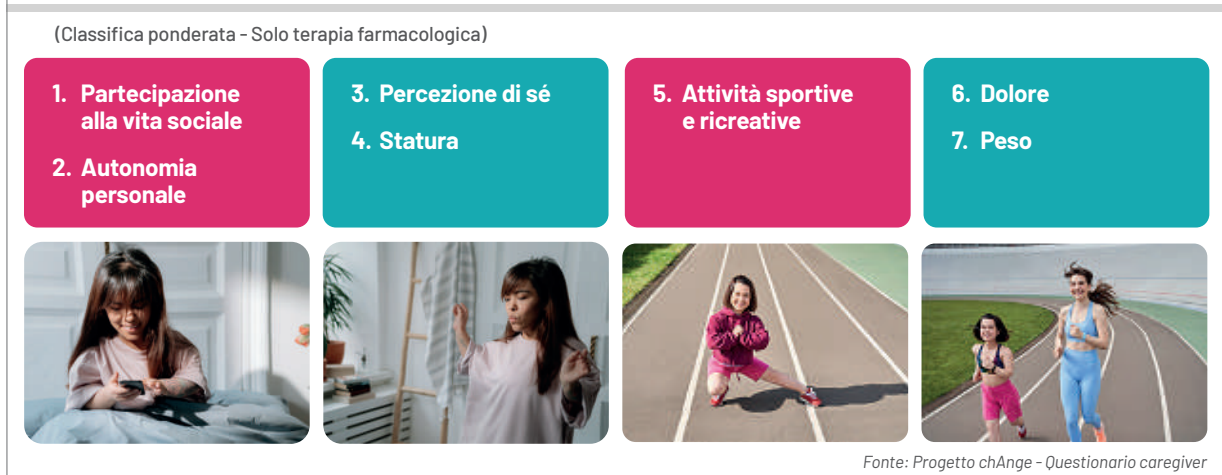 (Classifica ponderata - Solo terapia farmacologica)
1. Partecipazione
alla vita sociale
2. Autonomia
personale
3. Percezione di sé
4. Statura
5. Attività sportive
e ricreative
6. Dolore
7. Peso
Fonte: Progetto chAnge - Questionario caregiver